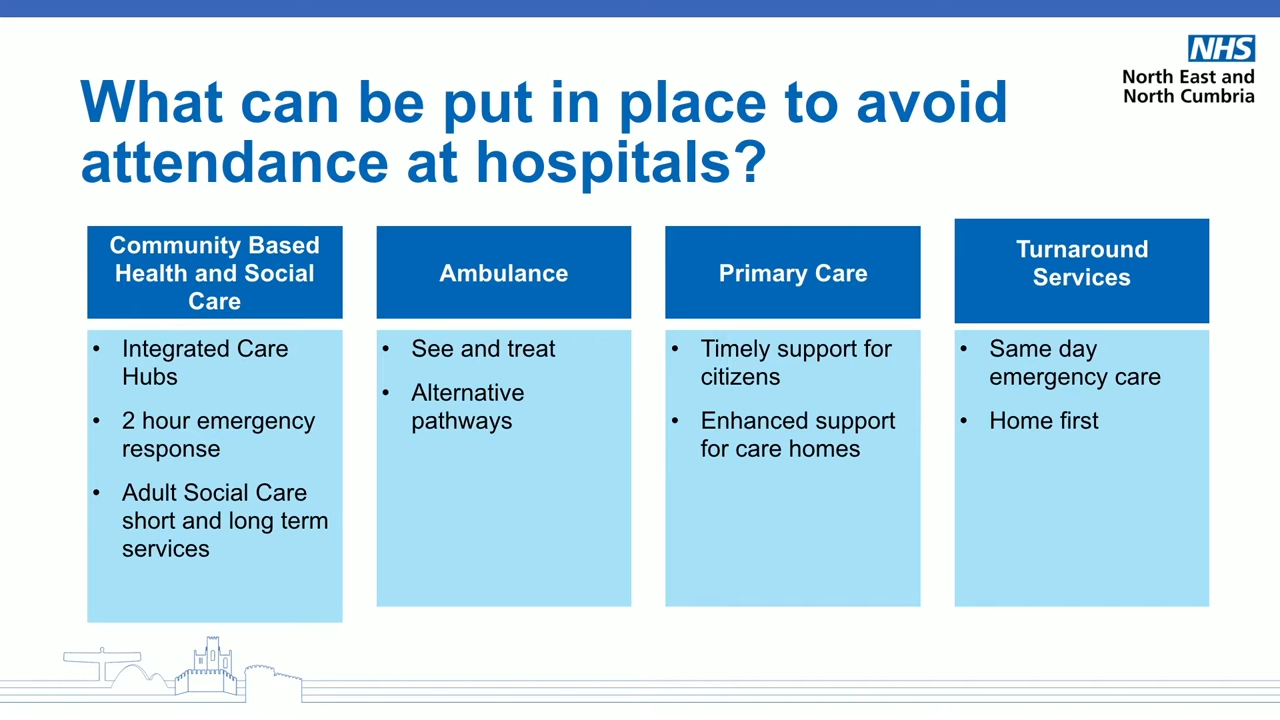 NHS
North East and
North Cumbria
What can be put in place to avoid
attendance at hospitals?
Community Based
Health and Social
Care
• Integrated Care
Hubs
• 2 hour emergency
response
• Adult Social Care
short and long term
services
Ambulance
• See and treat
• Alternative
pathways
Primary Care
• Timely support for
citizens
• Enhanced support
for care homes
Turnaround
Services
• Same day
emergency care
• Home first